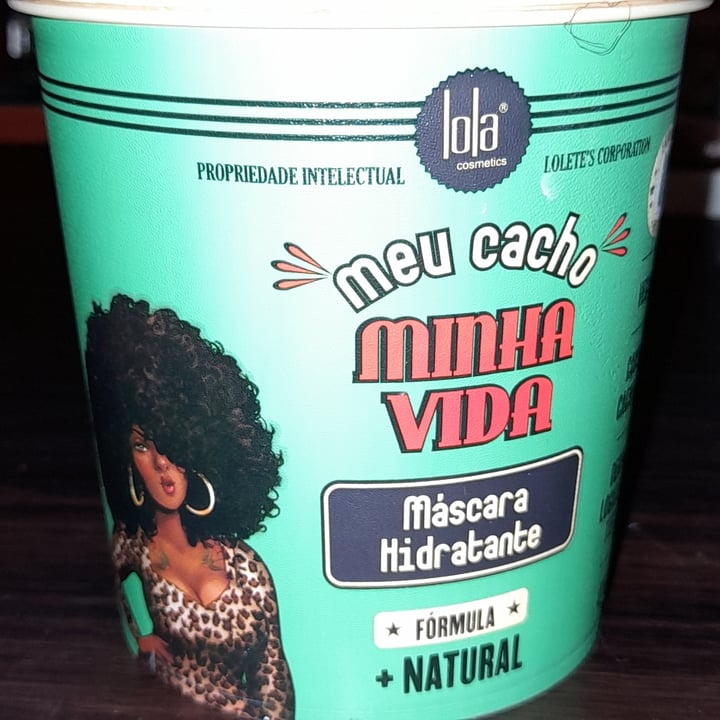 lola®
cosmetics
PROPRIEDADE INTELECTUAL
LOLETE'S CORPORATION
meu cacho
MINHA
VIDA
Máscara
Hidratante
★ FÓRMULA ★
+ NATURAL